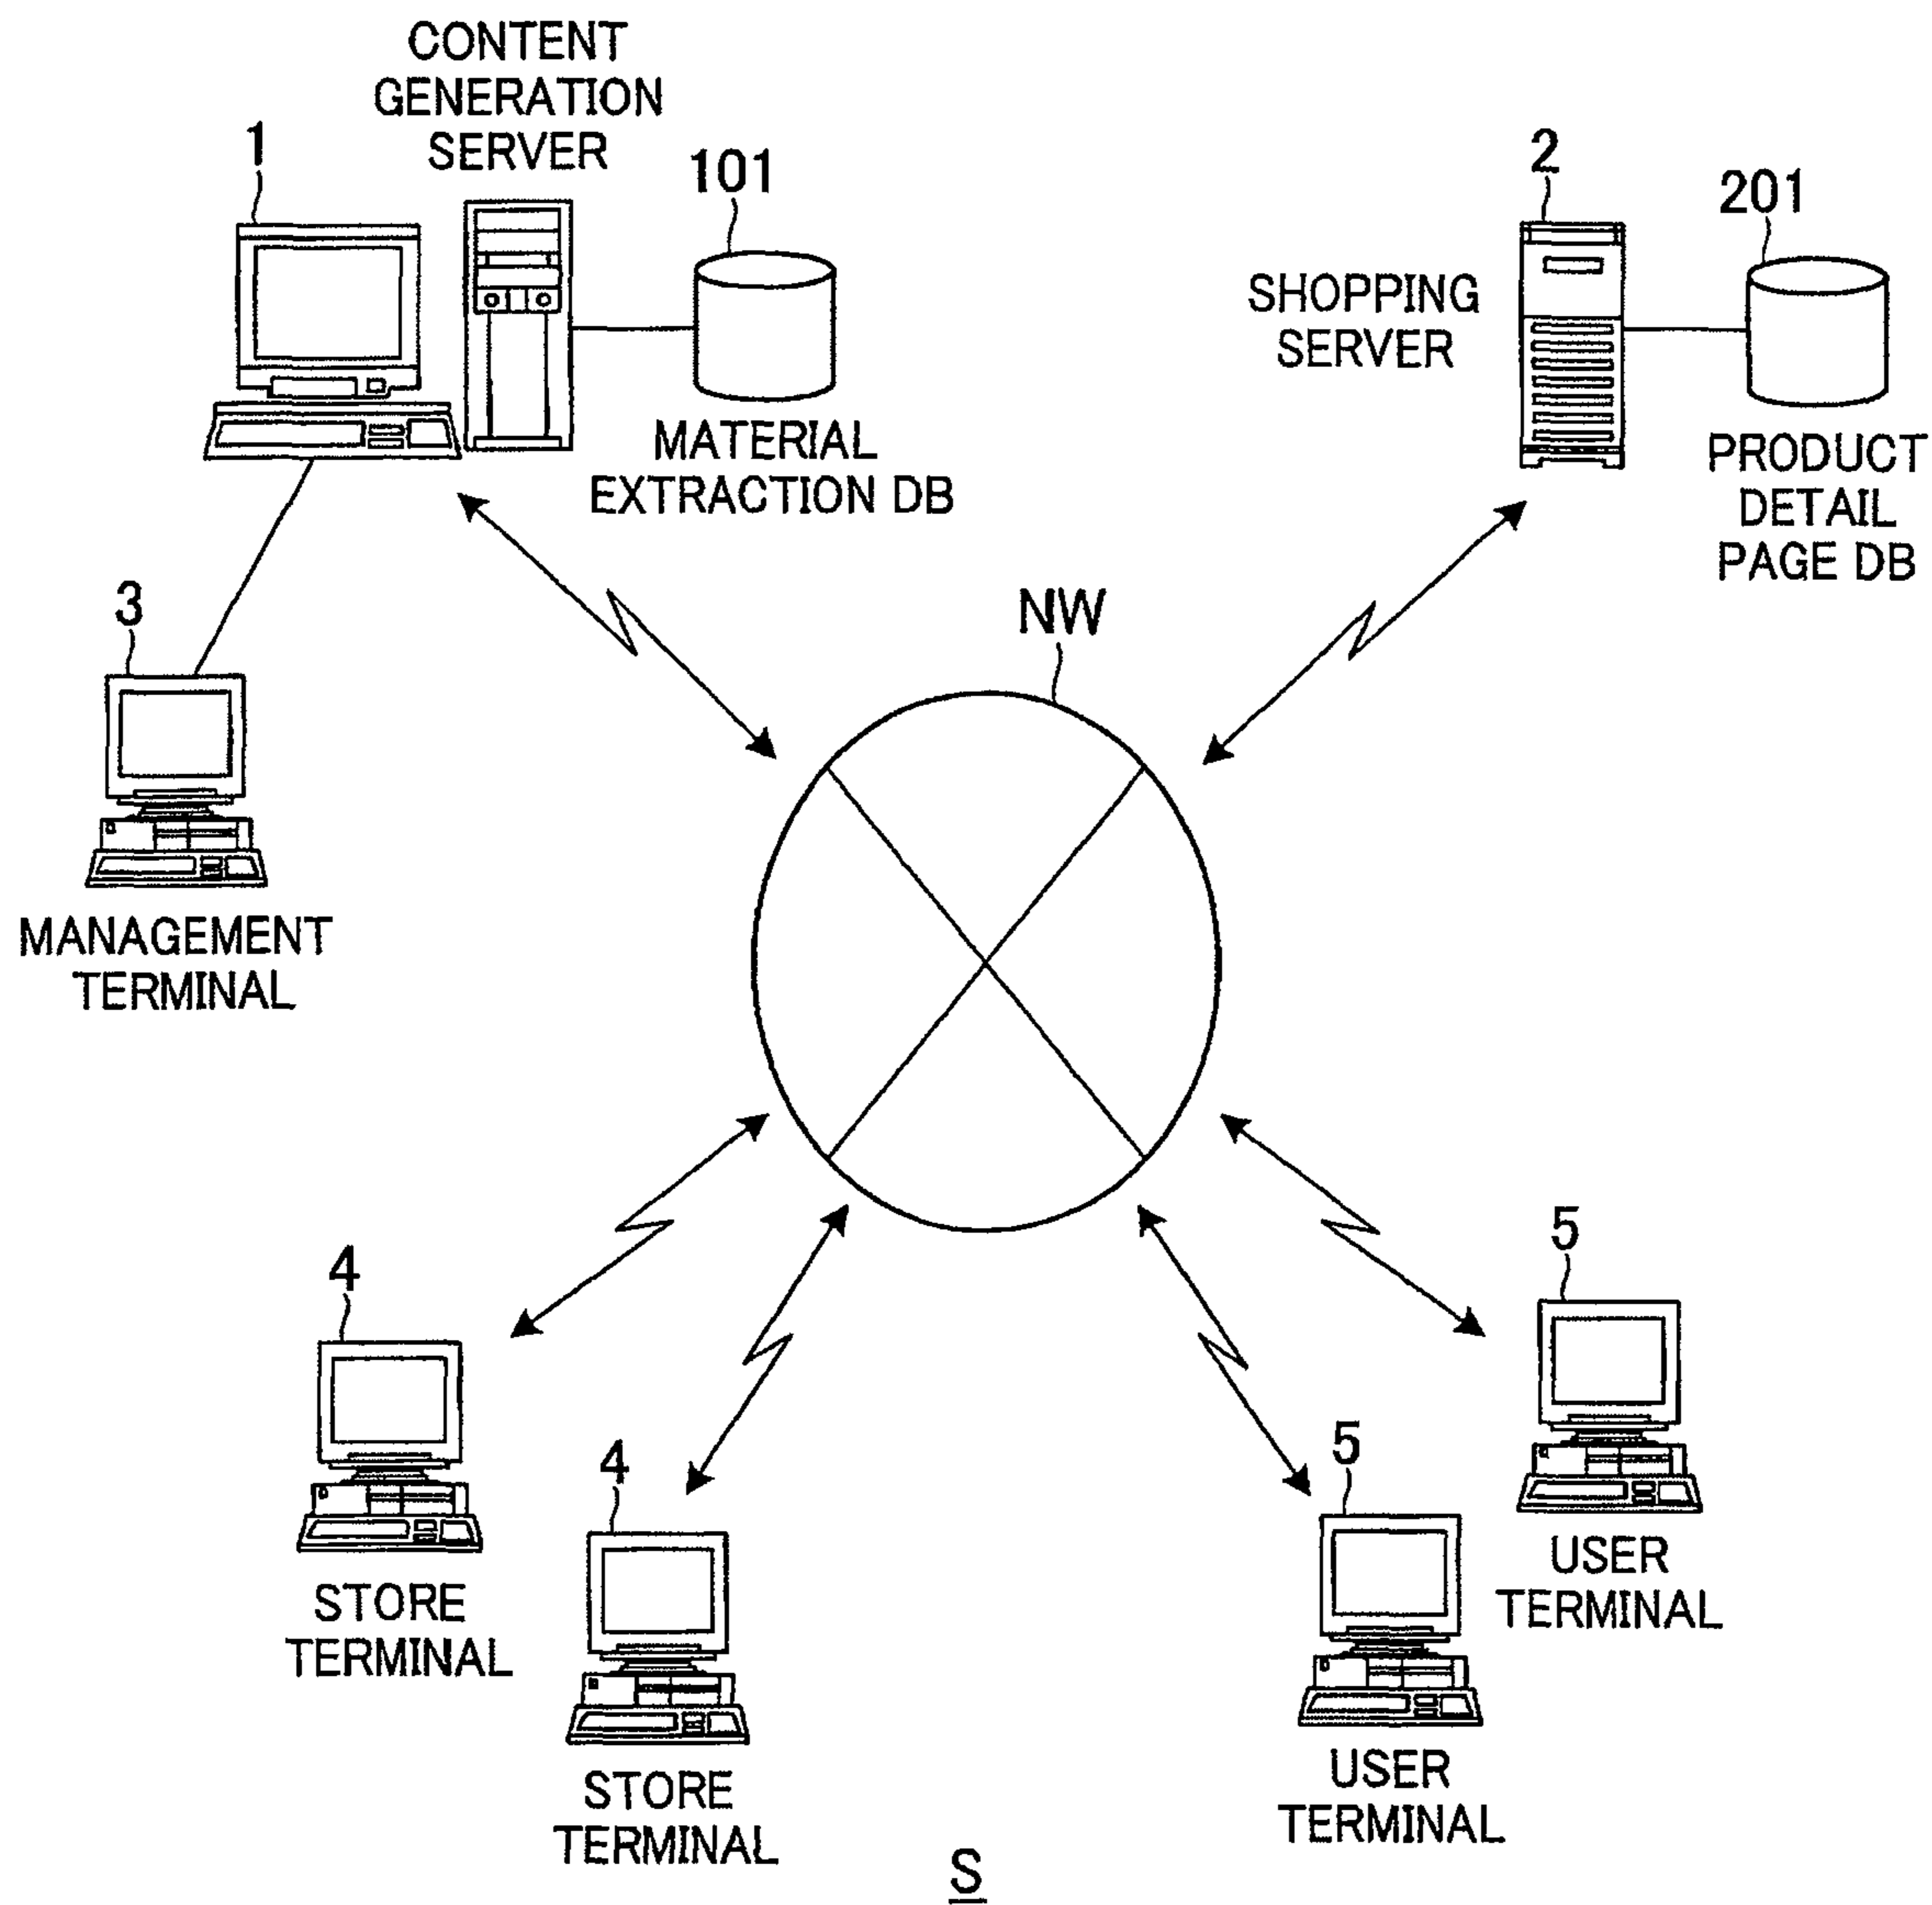 CONTENT
GENERATION
SERVER
1
101
MATERIAL
EXTRACTION DB
2
201
SHOPPING
SERVER
PRODUCT
DETAIL
PAGE DB
3
MANAGEMENT
TERMINAL
NW
4
STORE
TERMINAL
4
STORE
TERMINAL
5
USER
TERMINAL
5
USER
TERMINAL
S